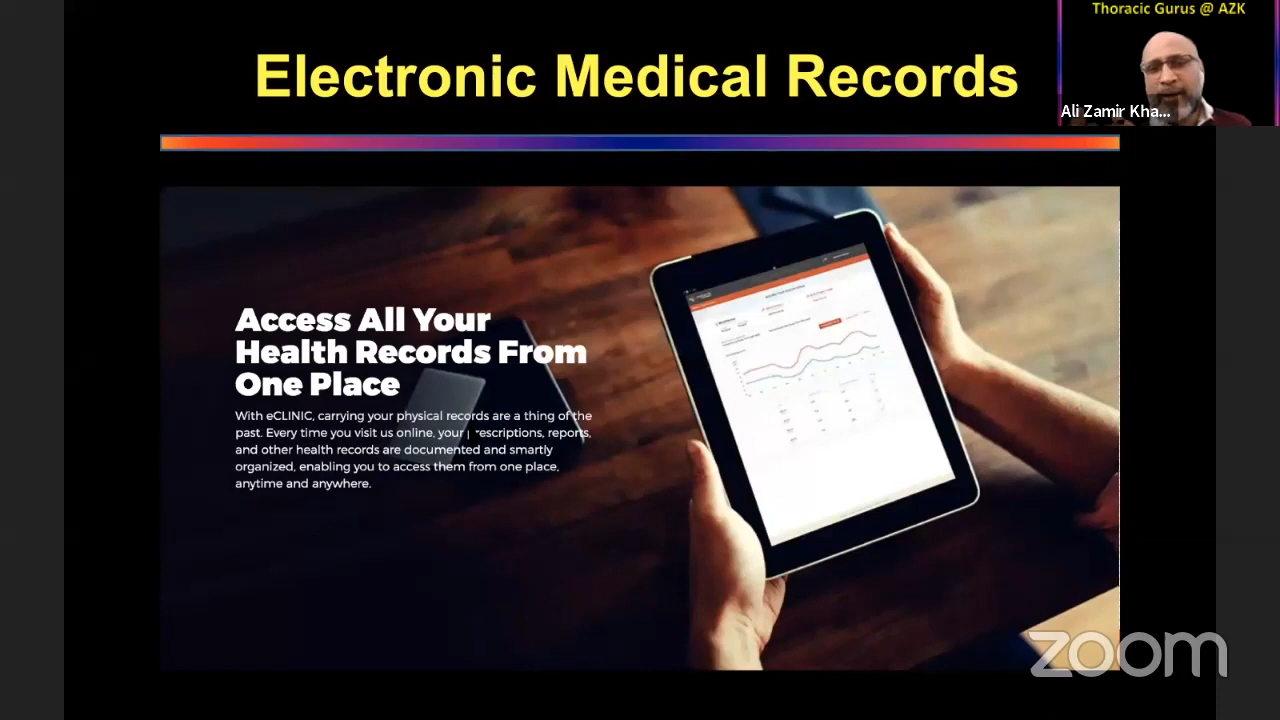 Thoracic Gurus @ AZK
Electronic Medical Records
Ali Zamir Kha...
Access All Your
Health Records From
One Place
With eCLINIC, carrying your physical records are a thing of the
past. Every time you visit us online, your prescriptions, reports,
and other health records are documented and smartly
organized, enabling you to access them from one place,
anytime and anywhere.
zoom